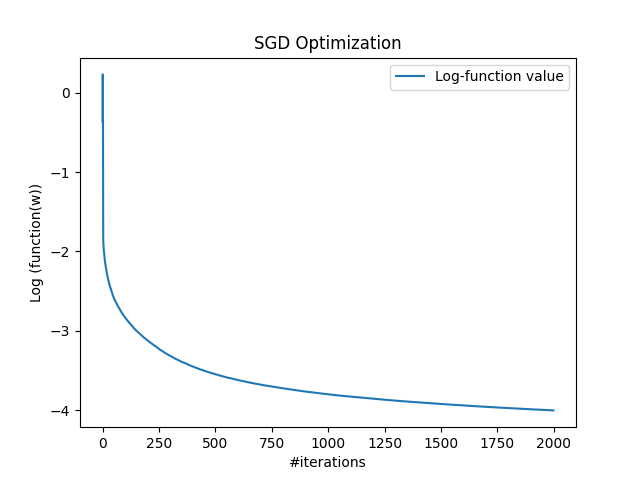 SGD Optimization
Log-function value
Log (function(w))
0
−1
−2
−3
−4
0 250 500 750 1000 1250 1500 1750 2000
#iterations